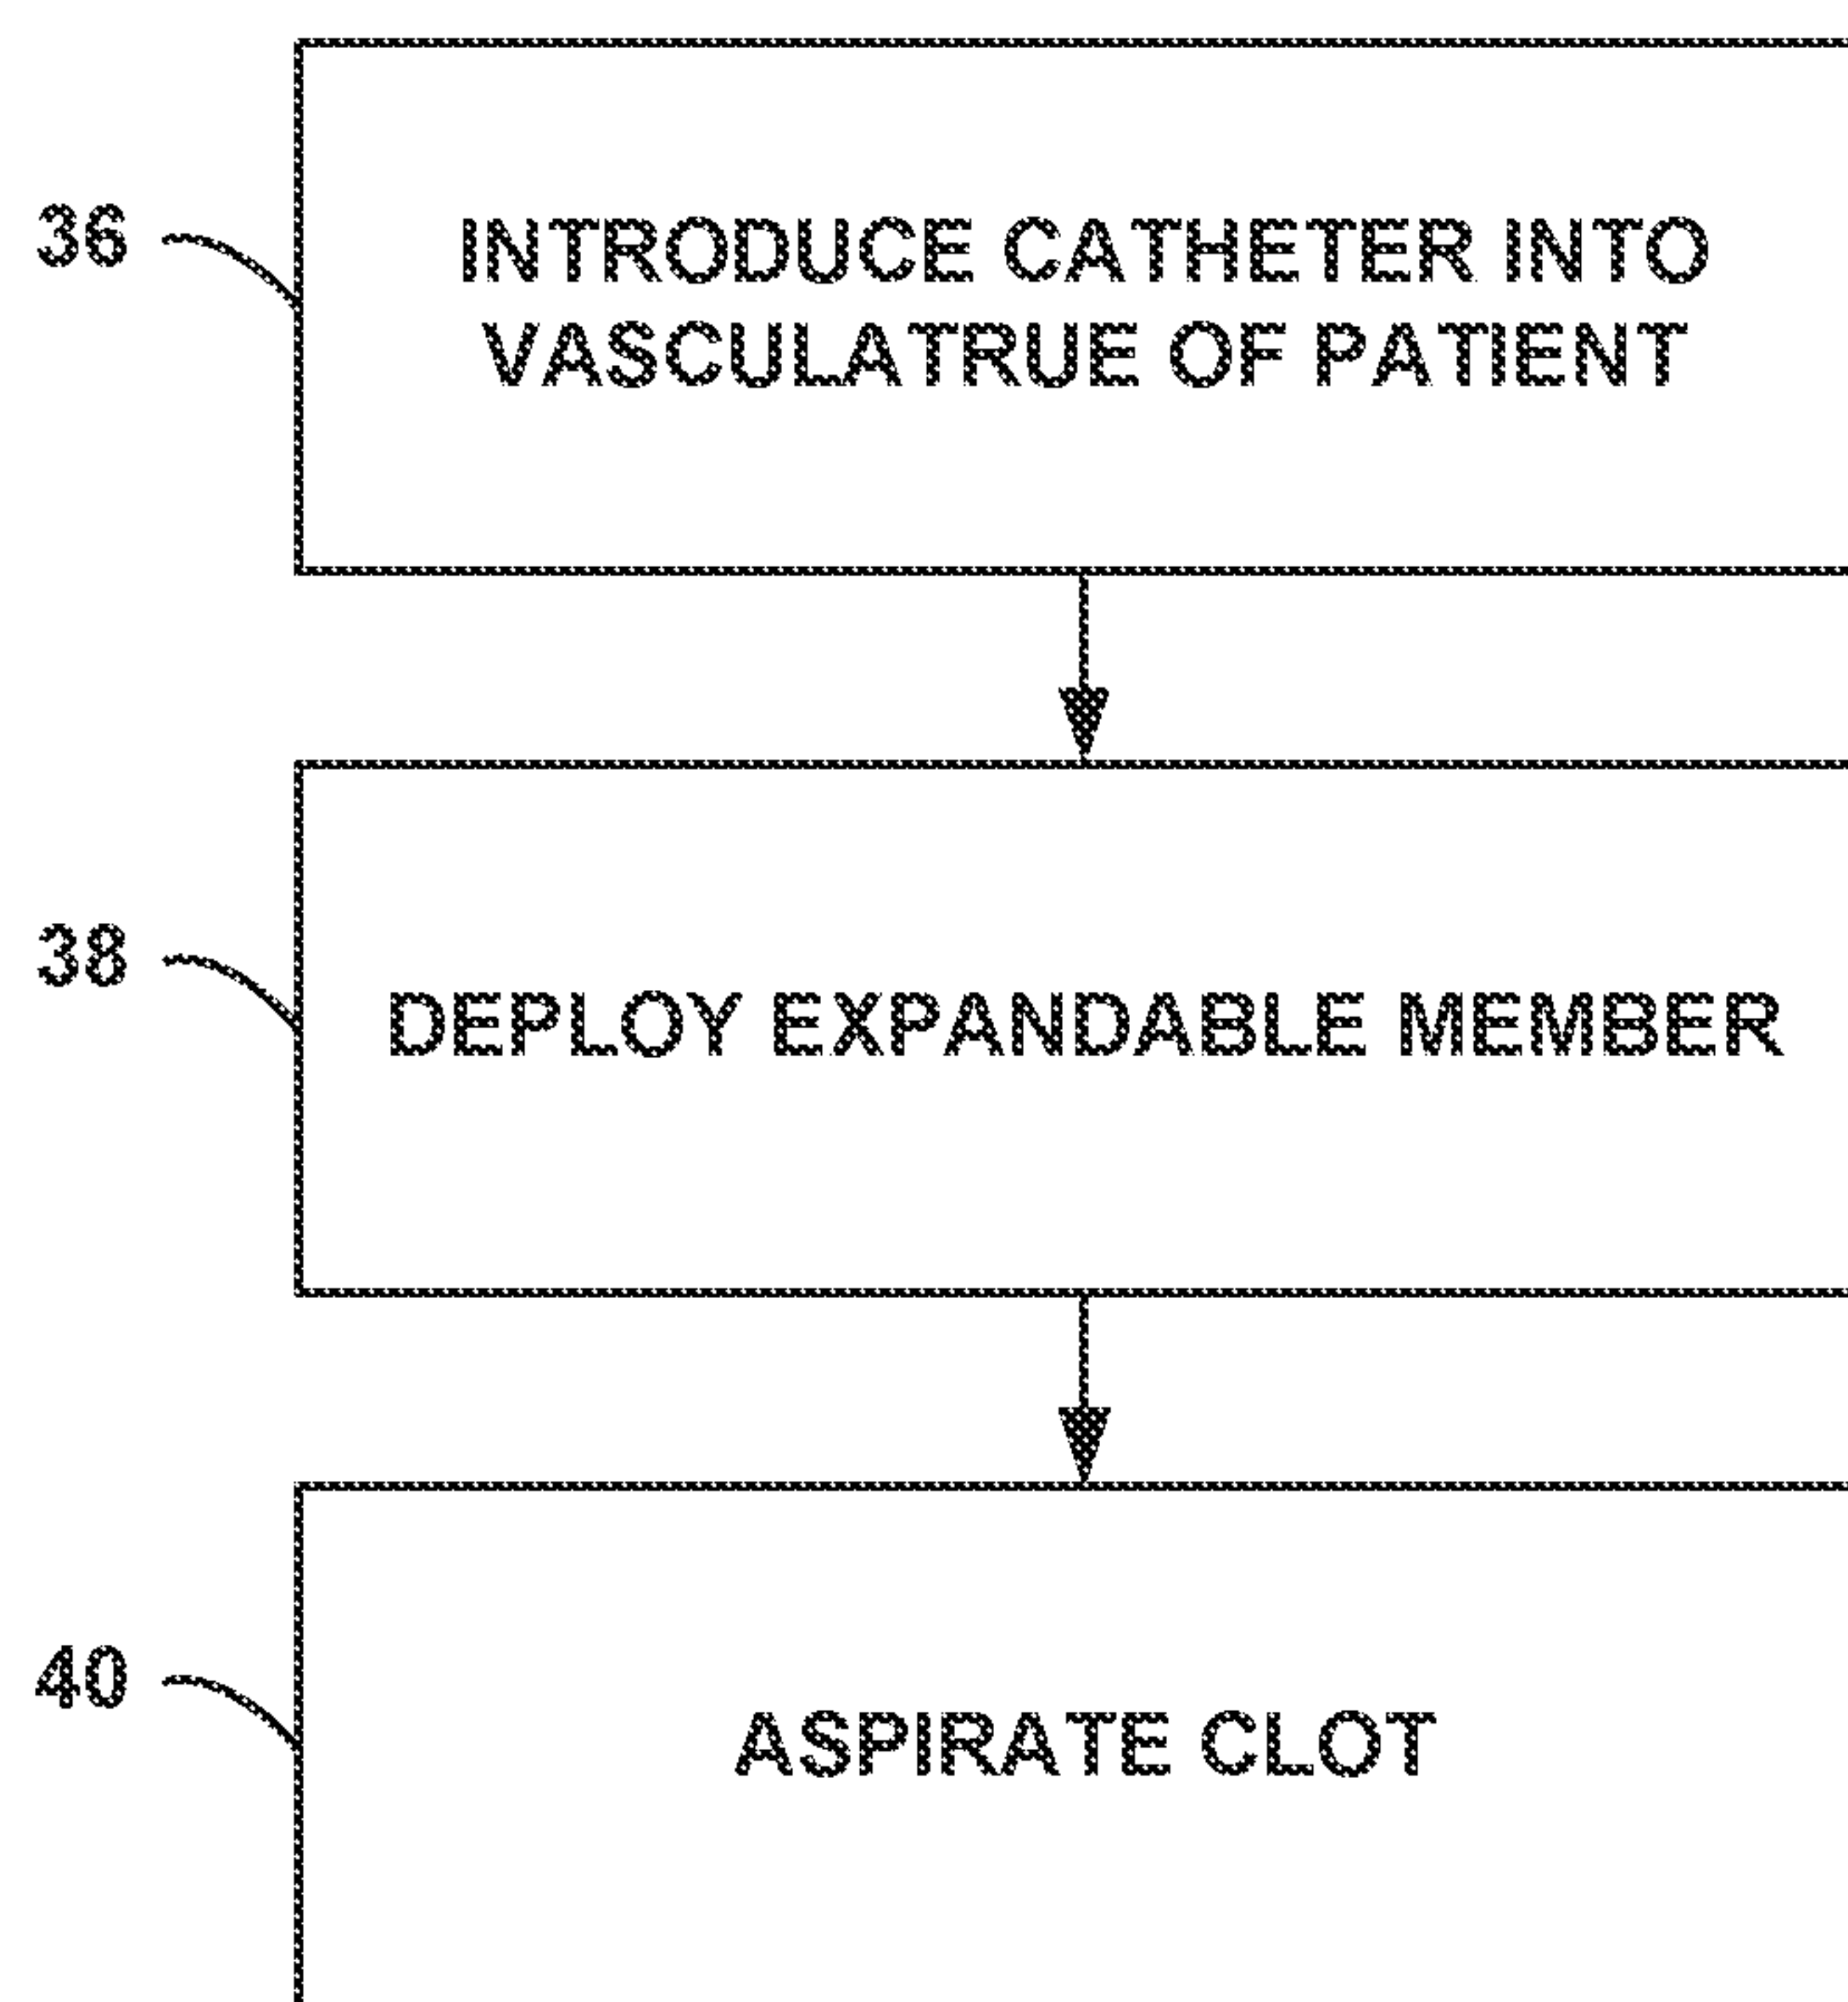 36
INTRODUCE CATHETER INTO
VASCULATRUE OF PATIENT
38
DEPLOY EXPANDABLE MEMBER
40
ASPIRATE CLOT